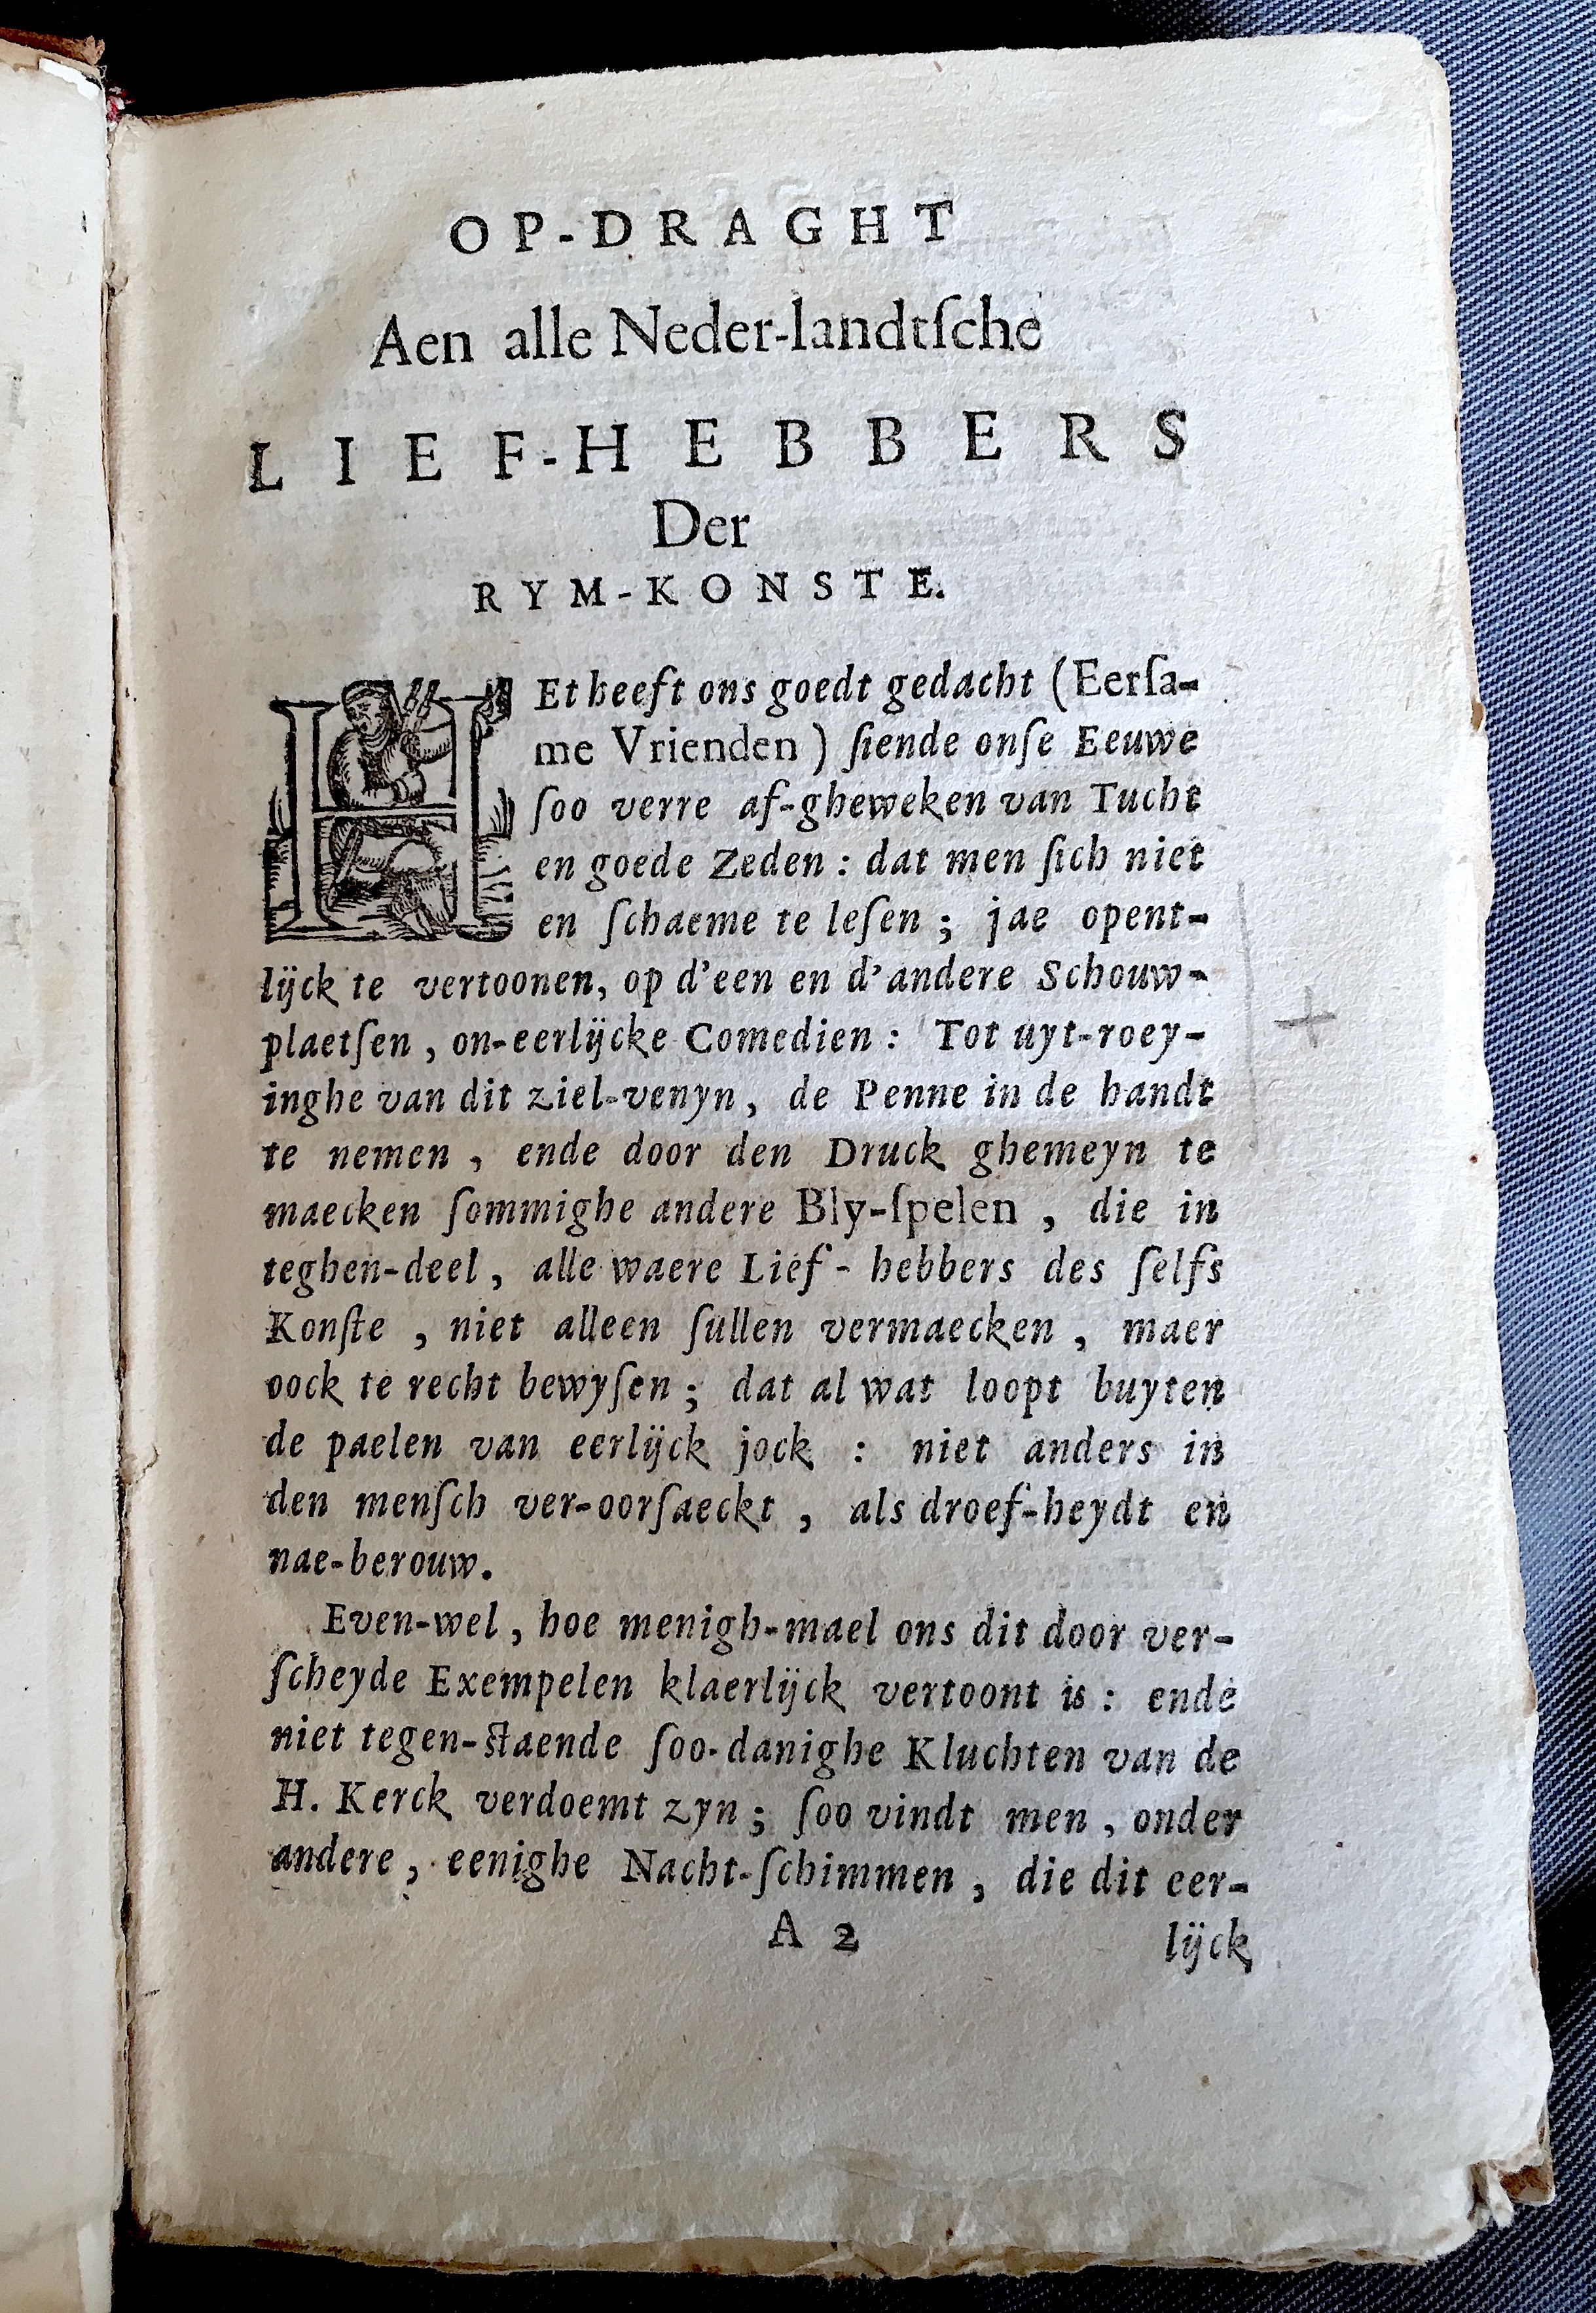 OP-DRAGHT
Aen alle Neder-landtſche
LIEF-HEBBERS
Der
RYM-KONSTE.
HEt heeft ons goedt gedacht (Eerſa-
me Vrienden) ſiende onſe Eeuwe
ſoo verre af-gheweken van Tucht
en goede Zeden : dat men ſich niet
en ſchaeme te leſen ; jae opent-
lijck te vertoonen, op d'een en d'andere Schouw-
plaetſen , on-eerlijcke Comedien : Tot uyt-roey-
inghe van dit ziel-venyn, de Penne in de handt
te nemen , ende door den Druck ghemeyn te
maecken ſommighe andere Bly-ſpelen , die in
teghen-deel, alle waere Lief-hebbers des ſelfs
Konſte , niet alleen ſullen vermaecken , maer
oock te recht bewyſen ; dat al wat loopt buyten
de paelen van eerlijck jock : niet anders in
den menſch ver-oorſaeckt , als droef-heydt en
nae-berouw.
Even-wel , hoe menigh-mael ons dit door ver-
ſcheyde Exempelen klaerlijck vertoont is : ende
niet tegen-ſtaende ſoo-danighe Kluchten van de
H. Kerck verdoemt zyn ; ſoo vindt men , onder
andere , eenighe Nacht-ſchimmen , die dit eer-
A 2
lijck